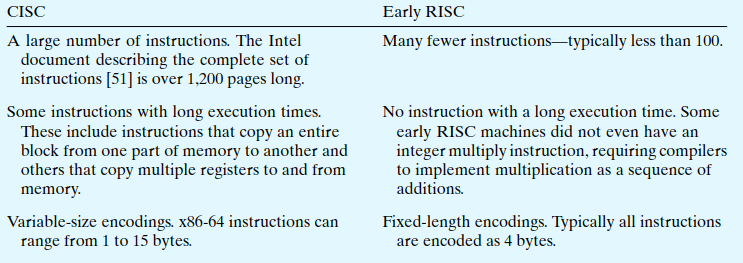 CISC
Early RISC
A large number of instructions. The Intel
document describing the complete set of
instructions [51] is over 1,200 pages long.
Many fewer instructions—typically less than 100.
Some instructions with long execution times.
These include instructions that copy an entire
block from one part of memory to another and
others that copy multiple registers to and from
memory.
No instruction with a long execution time. Some
early RISC machines did not even have an
integer multiply instruction, requiring compilers
to implement multiplication as a sequence of
additions.
Variable-size encodings. x86-64 instructions can
range from 1 to 15 bytes.
Fixed-length encodings. Typically all instructions
are encoded as 4 bytes.